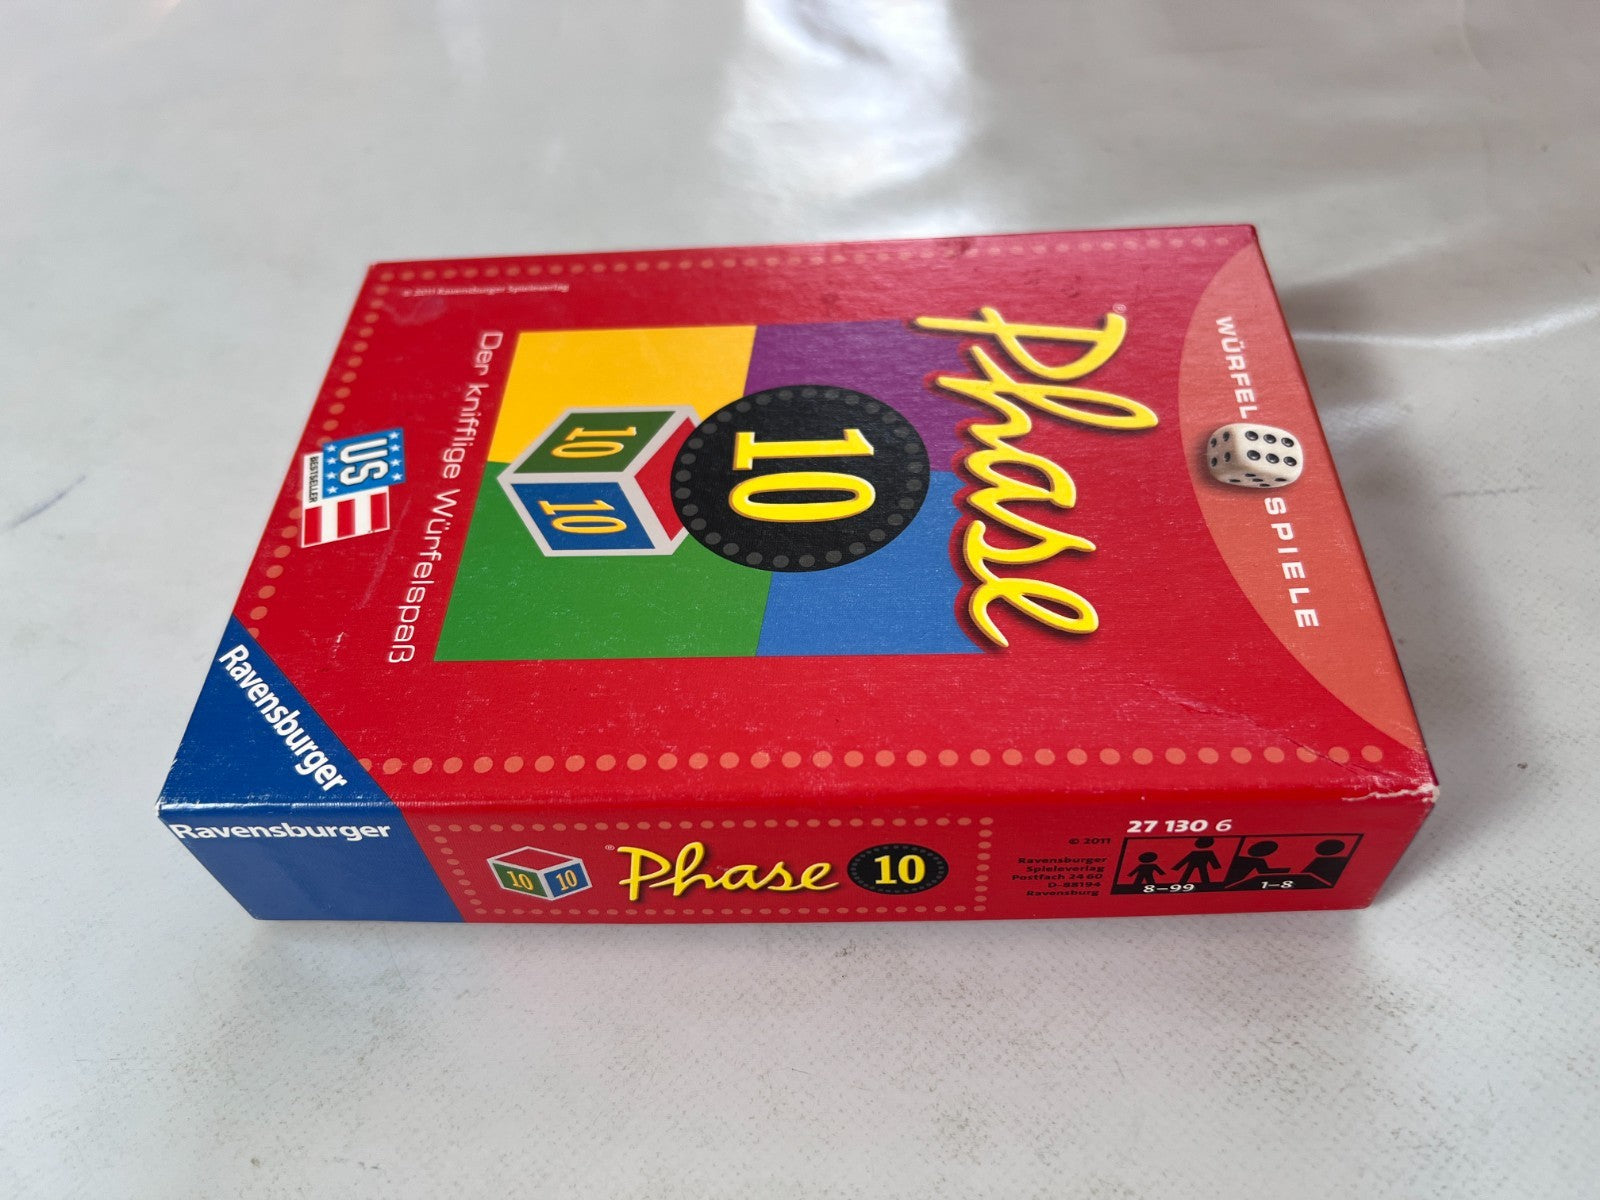 WÜRFEL SPIELE
Phase®
10
10 10
Der knifflige Würfelspaß
US
BESTSELLER
© 2011 Ravensburger Spieleverlag
Ravensburger
Ravensburger
10 10
®Phase 10
© 2011
Ravensburger
Spieleverlag
Postfach 24 60
D-88194
Ravensburg
27 130 6
8–99
1–8